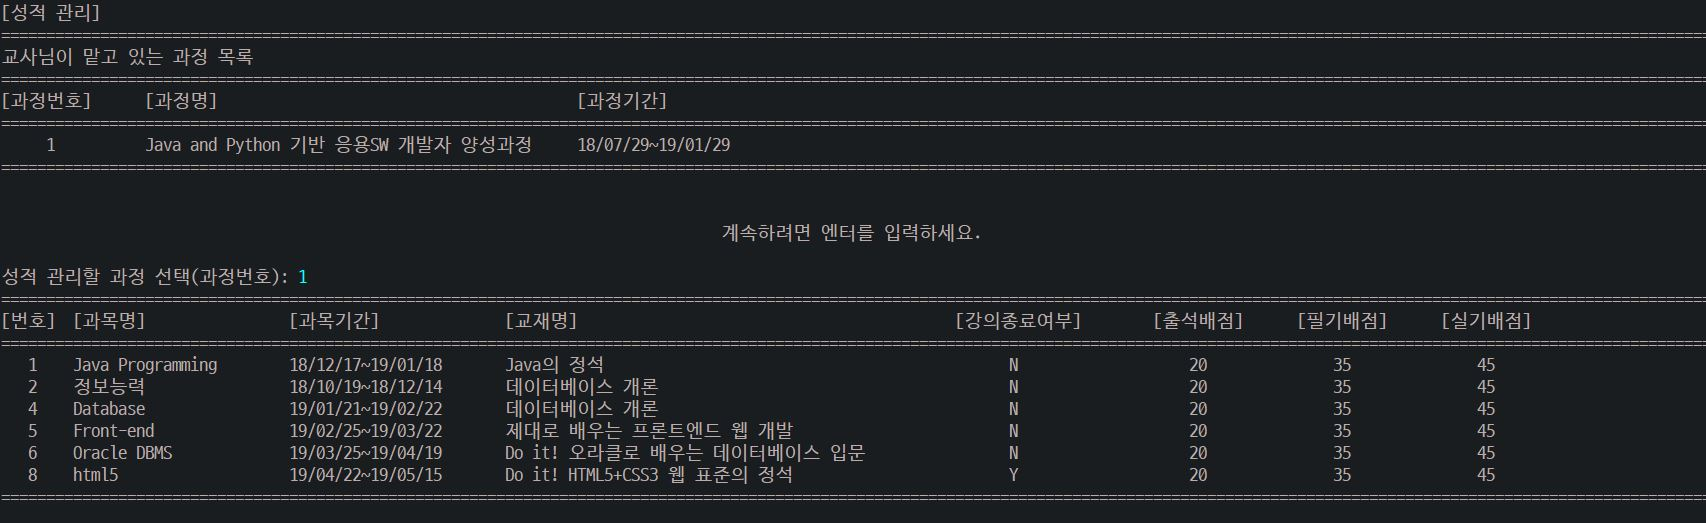 [성적 관리]
교사님이 맡고 있는 과정 목록
[과정번호] [과정명] [과정기간]
1 Java and Python 기반 응용SW 개발자 양성과정 18/07/29~19/01/29
계속하려면 엔터를 입력하세요.
성적 관리할 과정 선택(과정번호): 1
[번호] [과목명] [과목기간] [교재명] [강의종료여부] [출석배점] [필기배점] [실기배점]
1 Java Programming 18/12/17~19/01/18 Java의 정석 N 20 35 45
2 정보능력 18/10/19~18/12/14 데이터베이스 개론 N 20 35 45
4 Database 19/01/21~19/02/22 데이터베이스 개론 N 20 35 45
5 Front-end 19/02/25~19/03/22 제대로 배우는 프론트엔드 웹 개발 N 20 35 45
6 Oracle DBMS 19/03/25~19/04/19 Do it! 오라클로 배우는 데이터베이스 입문 N 20 35 45
8 html5 19/04/22~19/05/15 Do it! HTML5+CSS3 웹 표준의 정석 Y 20 35 45